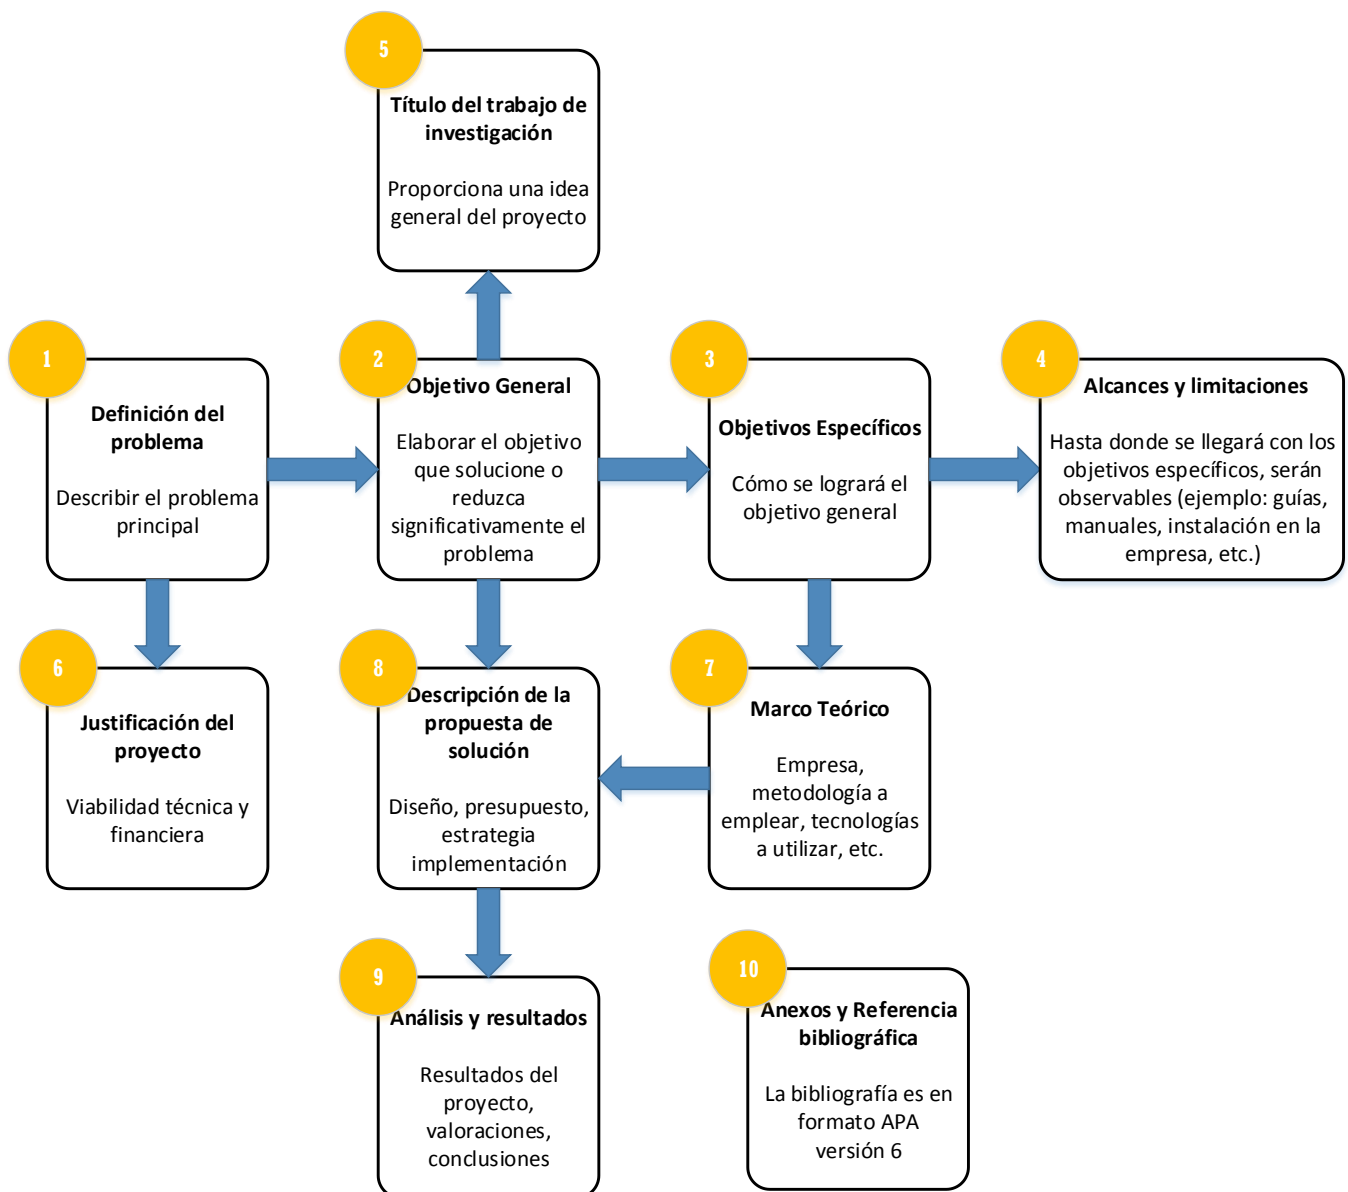 5
Título del trabajo de
investigación
Proporciona una idea
general del proyecto
1
Definición del
problema
Describir el problema
principal
2
Objetivo General
Elaborar el objetivo
que solucione o
reduzca
significativamente el
problema
3
Objetivos Específicos
Cómo se logrará el
objetivo general
4
Alcances y limitaciones
Hasta donde se llegará con los
objetivos específicos, serán
observables (ejemplo: guías,
manuales, instalación en la
empresa, etc.)
6
Justificación del
proyecto
Viabilidad técnica y
financiera
8
Descripción de la
propuesta de
solución
Diseño, presupuesto,
estrategia
implementación
7
Marco Teórico
Empresa,
metodología a
emplear, tecnologías
a utilizar, etc.
9
Análisis y resultados
Resultados del
proyecto,
valoraciones,
conclusiones
10
Anexos y Referencia
bibliográfica
La bibliografía es en
formato APA
versión 6